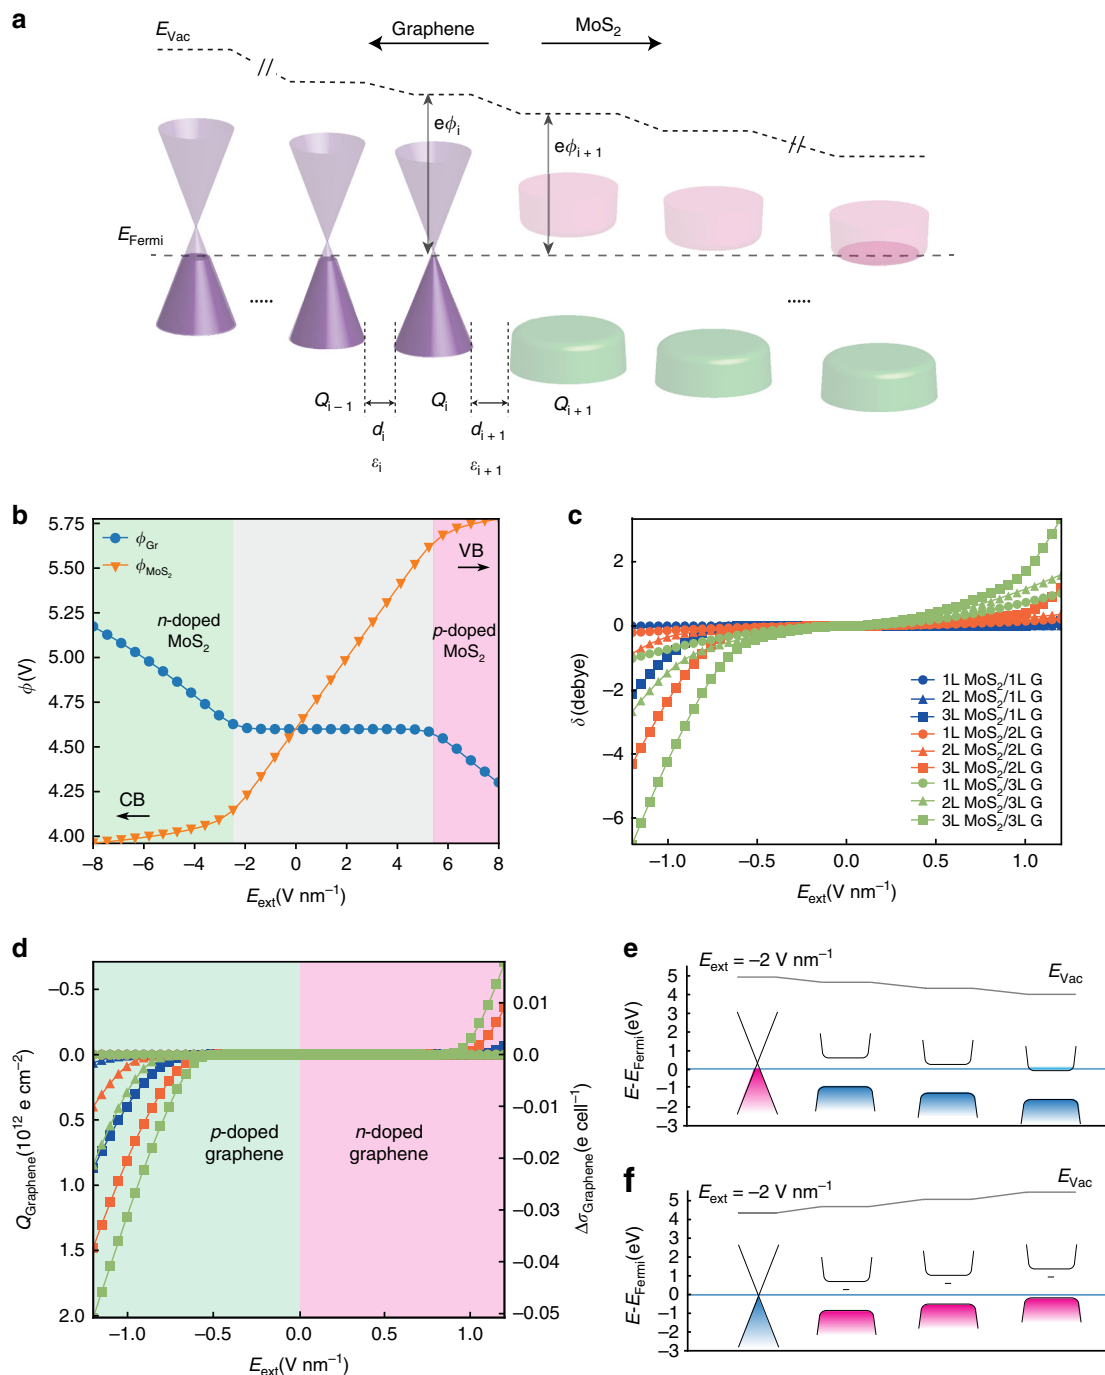 a
Graphene
MoS2
EVac
eϕi
eϕi + 1
EFermi
.....
.....
Qi – 1
Qi
Qi + 1
di
di+1
εi
εi+1
b
ϕGr
ϕMoS2
VB
n-doped
MoS2
p-doped
MoS2
CB
ϕ(V)
5.75
5.50
5.25
5.00
4.75
4.50
4.25
4.00
–8 –6 –4 –2 0 2 4 6 8
Eext(V nm–1)
c
δ(debye)
2
0
–2
–4
–6
1L MoS2/1L G
2L MoS2/1L G
3L MoS2/1L G
1L MoS2/2L G
2L MoS2/2L G
3L MoS2/2L G
1L MoS2/3L G
2L MoS2/3L G
3L MoS2/3L G
–1.0 –0.5 0.0 0.5 1.0
Eext(V nm–1)
d
QGraphene(10^12 e cm–2)
–0.5
0.0
0.5
1.0
1.5
2.0
p-doped
graphene
n-doped
graphene
0.01
0.0
–0.01
–0.02
–0.03
–0.04
–0.05
ΔσGraphene(e cell–1)
–1.0 –0.5 0.0 0.5 1.0
Eext(V nm–1)
e
Eext = –2 V nm–1
EVac
E-EFermi(eV)
5
4
3
2
1
0
–1
–2
–3
f
Eext = –2 V nm–1
EVac
E-EFermi(eV)
5
4
3
2
1
0
–1
–2
–3